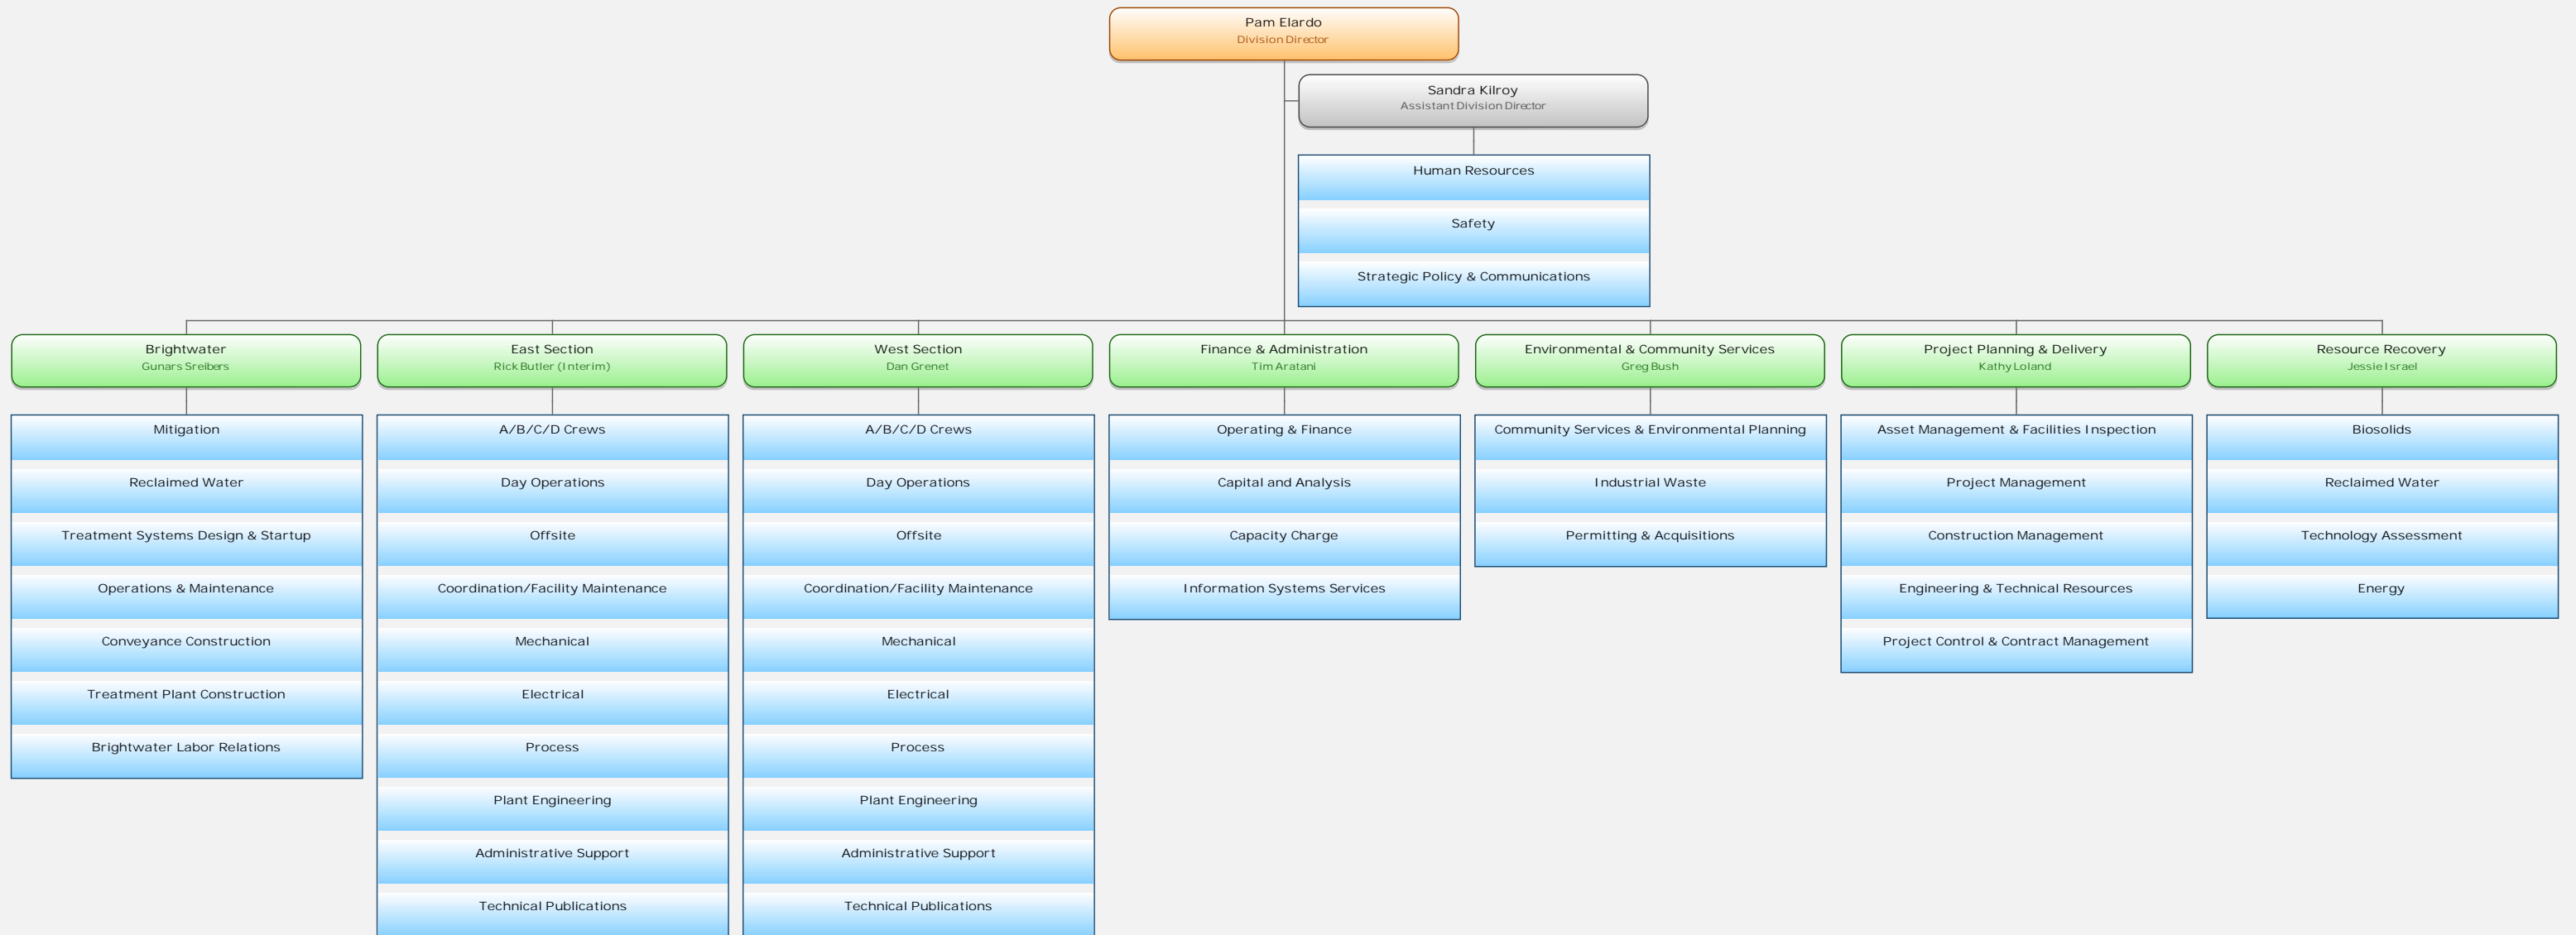 Pam Elardo
Division Director
Sandra Kilroy
Assistant Division Director
Human Resources
Safety
Strategic Policy & Communications
Brightwater
Gunars Sreibers
Mitigation
Reclaimed Water
Treatment Systems Design & Startup
Operations & Maintenance
Conveyance Construction
Treatment Plant Construction
Brightwater Labor Relations
East Section
Rick Butler (Interim)
A/B/C/D Crews
Day Operations
Offsite
Coordination/Facility Maintenance
Mechanical
Electrical
Process
Plant Engineering
Administrative Support
Technical Publications
West Section
Dan Grenet
A/B/C/D Crews
Day Operations
Offsite
Coordination/Facility Maintenance
Mechanical
Electrical
Process
Plant Engineering
Administrative Support
Technical Publications
Finance & Administration
Tim Aratani
Operating & Finance
Capital and Analysis
Capacity Charge
Information Systems Services
Environmental & Community Services
Greg Bush
Community Services & Environmental Planning
Industrial Waste
Permitting & Acquisitions
Project Planning & Delivery
Kathy Loland
Asset Management & Facilities Inspection
Project Management
Construction Management
Engineering & Technical Resources
Project Control & Contract Management
Resource Recovery
Jessie Israel
Biosolids
Reclaimed Water
Technology Assessment
Energy